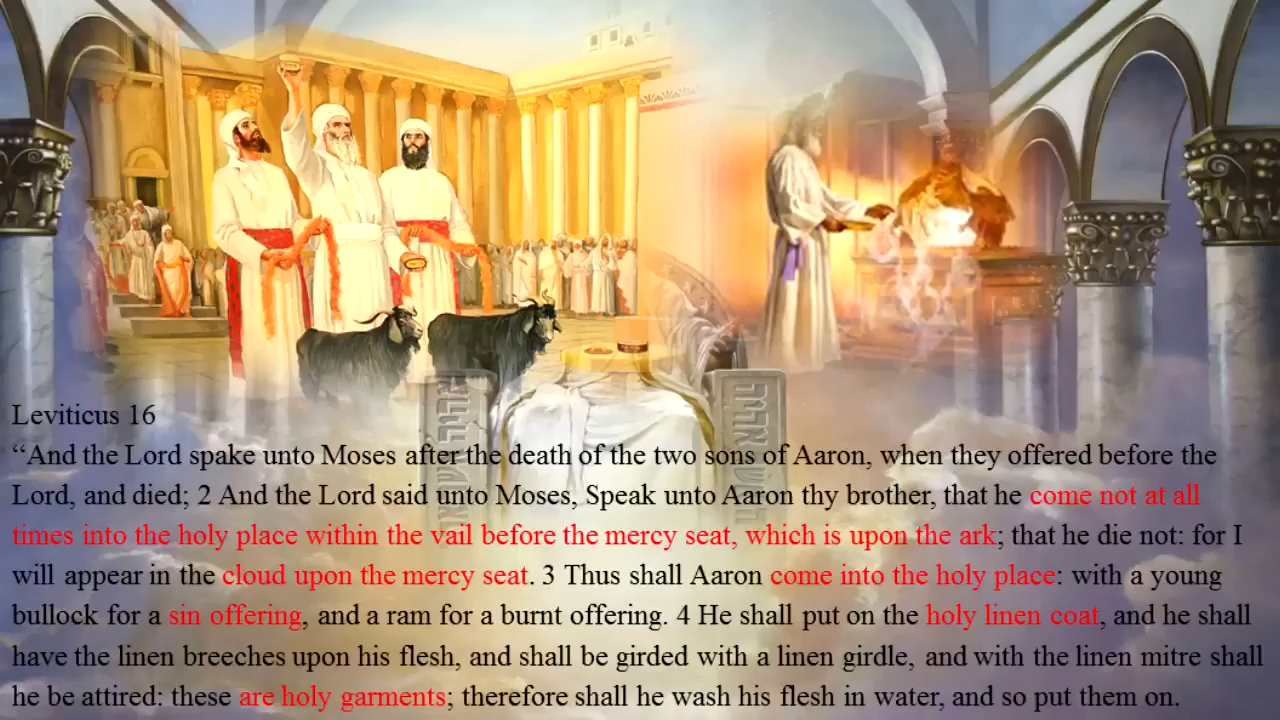 Leviticus 16
“And the Lord spake unto Moses after the death of the two sons of Aaron, when they offered before the
Lord, and died; 2 And the Lord said unto Moses, Speak unto Aaron thy brother, that he come not at all
times into the holy place within the vail before the mercy seat, which is upon the ark; that he die not: for I
will appear in the cloud upon the mercy seat. 3 Thus shall Aaron come into the holy place: with a young
bullock for a sin offering, and a ram for a burnt offering. 4 He shall put on the holy linen coat, and he shall
have the linen breeches upon his flesh, and shall be girded with a linen girdle, and with the linen mitre shall
he be attired: these are holy garments; therefore shall he wash his flesh in water, and so put them on.